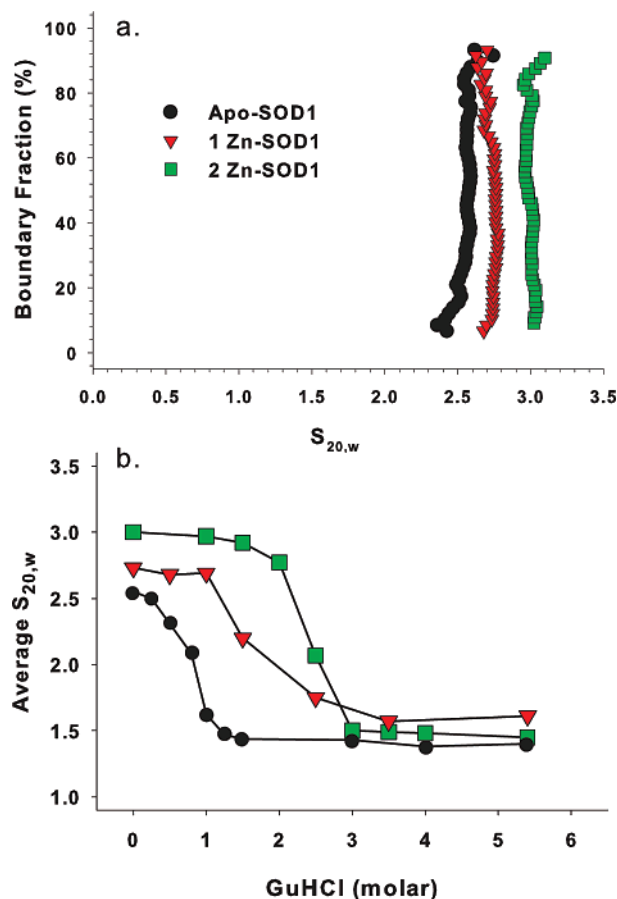 a.
Boundary Fraction (%)
100
80
60
40
20
0
Apo-SOD1
1 Zn-SOD1
2 Zn-SOD1
0.0 0.5 1.0 1.5 2.0 2.5 3.0 3.5
S20,w
b.
Average S20,w
3.5
3.0
2.5
2.0
1.5
1.0
0 1 2 3 4 5 6
GuHCl (molar)